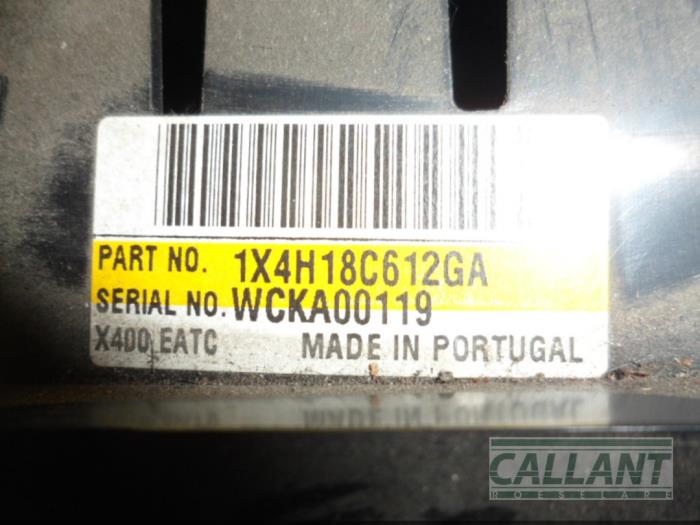 PART NO. 1X4H18C612GA
SERIAL NO. WCKA00119
X400 EATC MADE IN PORTUGAL
CALLANT
ROESELARE